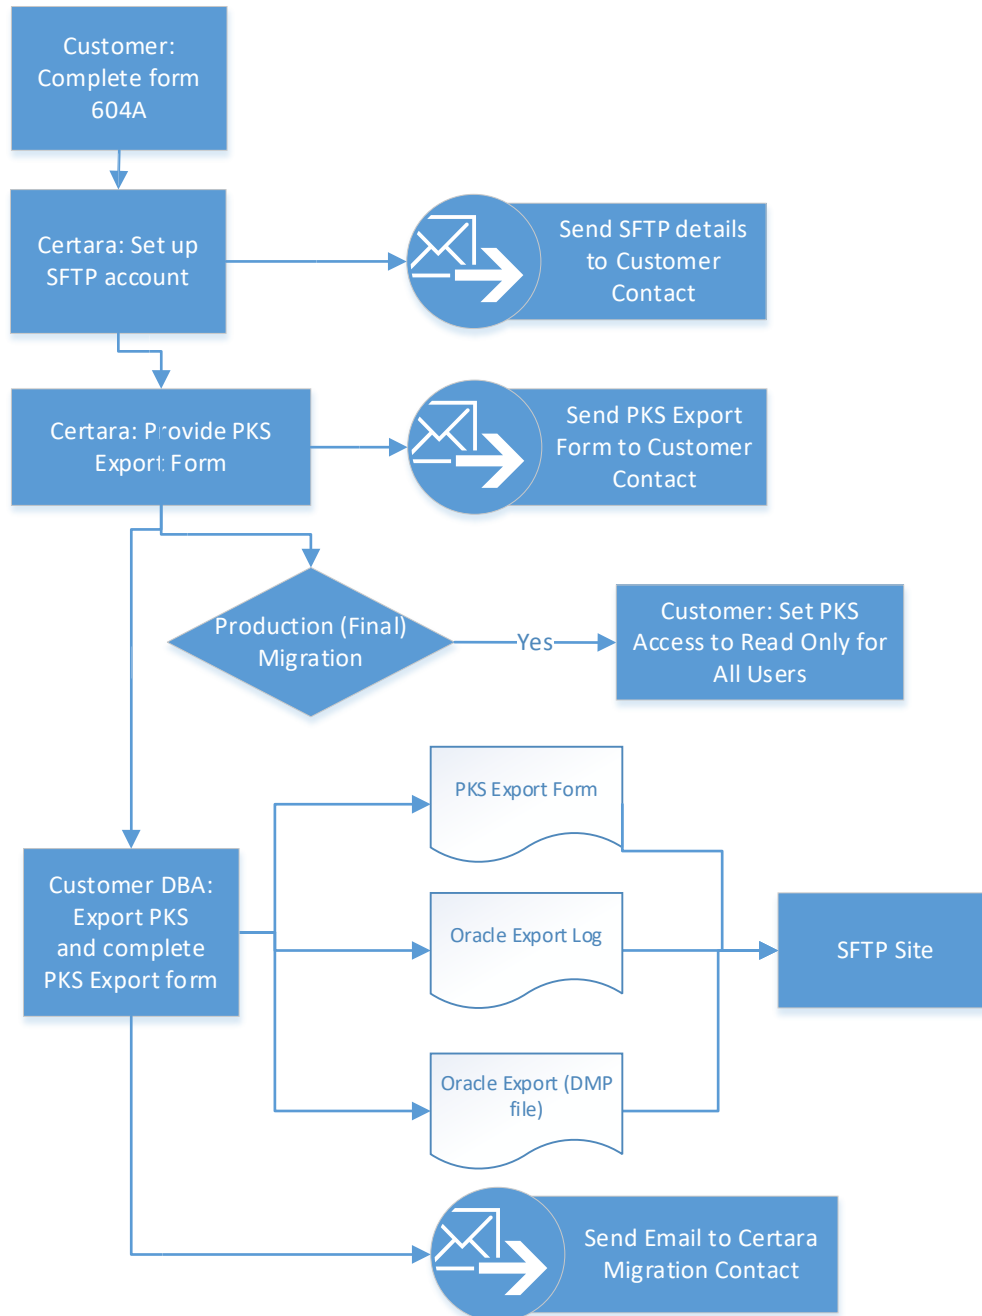 Customer:
Complete form
604A
Certara: Set up
SFTP account
Send SFTP details
to Customer
Contact
Certara: Provide PKS
Export Form
Send PKS Export
Form to Customer
Contact
Production (Final)
Migration
Yes
Customer: Set PKS
Access to Read Only for
All Users
PKS Export Form
Customer DBA:
Export PKS
and complete
PKS Export form
Oracle Export Log
SFTP Site
Oracle Export (DMP
file)
Send Email to Certara
Migration Contact